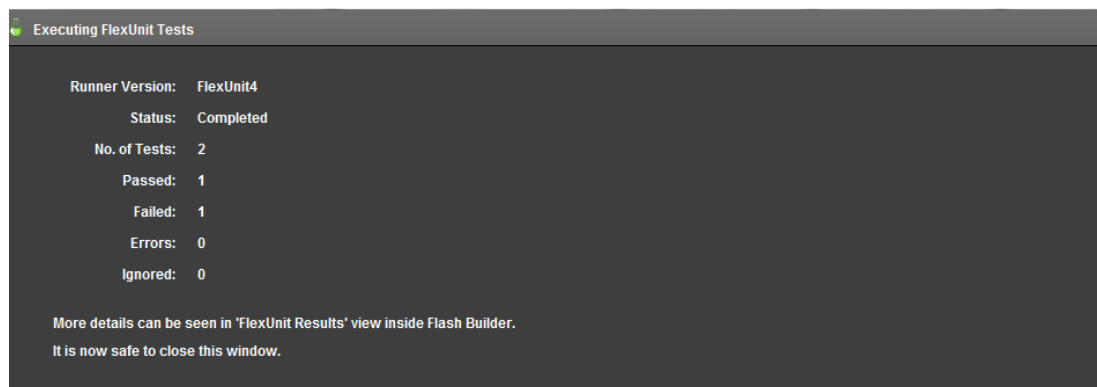 Executing FlexUnit Tests
Runner Version: FlexUnit4
Status: Completed
No. of Tests: 2
Passed: 1
Failed: 1
Errors: 0
Ignored: 0
More details can be seen in 'FlexUnit Results' view inside Flash Builder.
It is now safe to close this window.